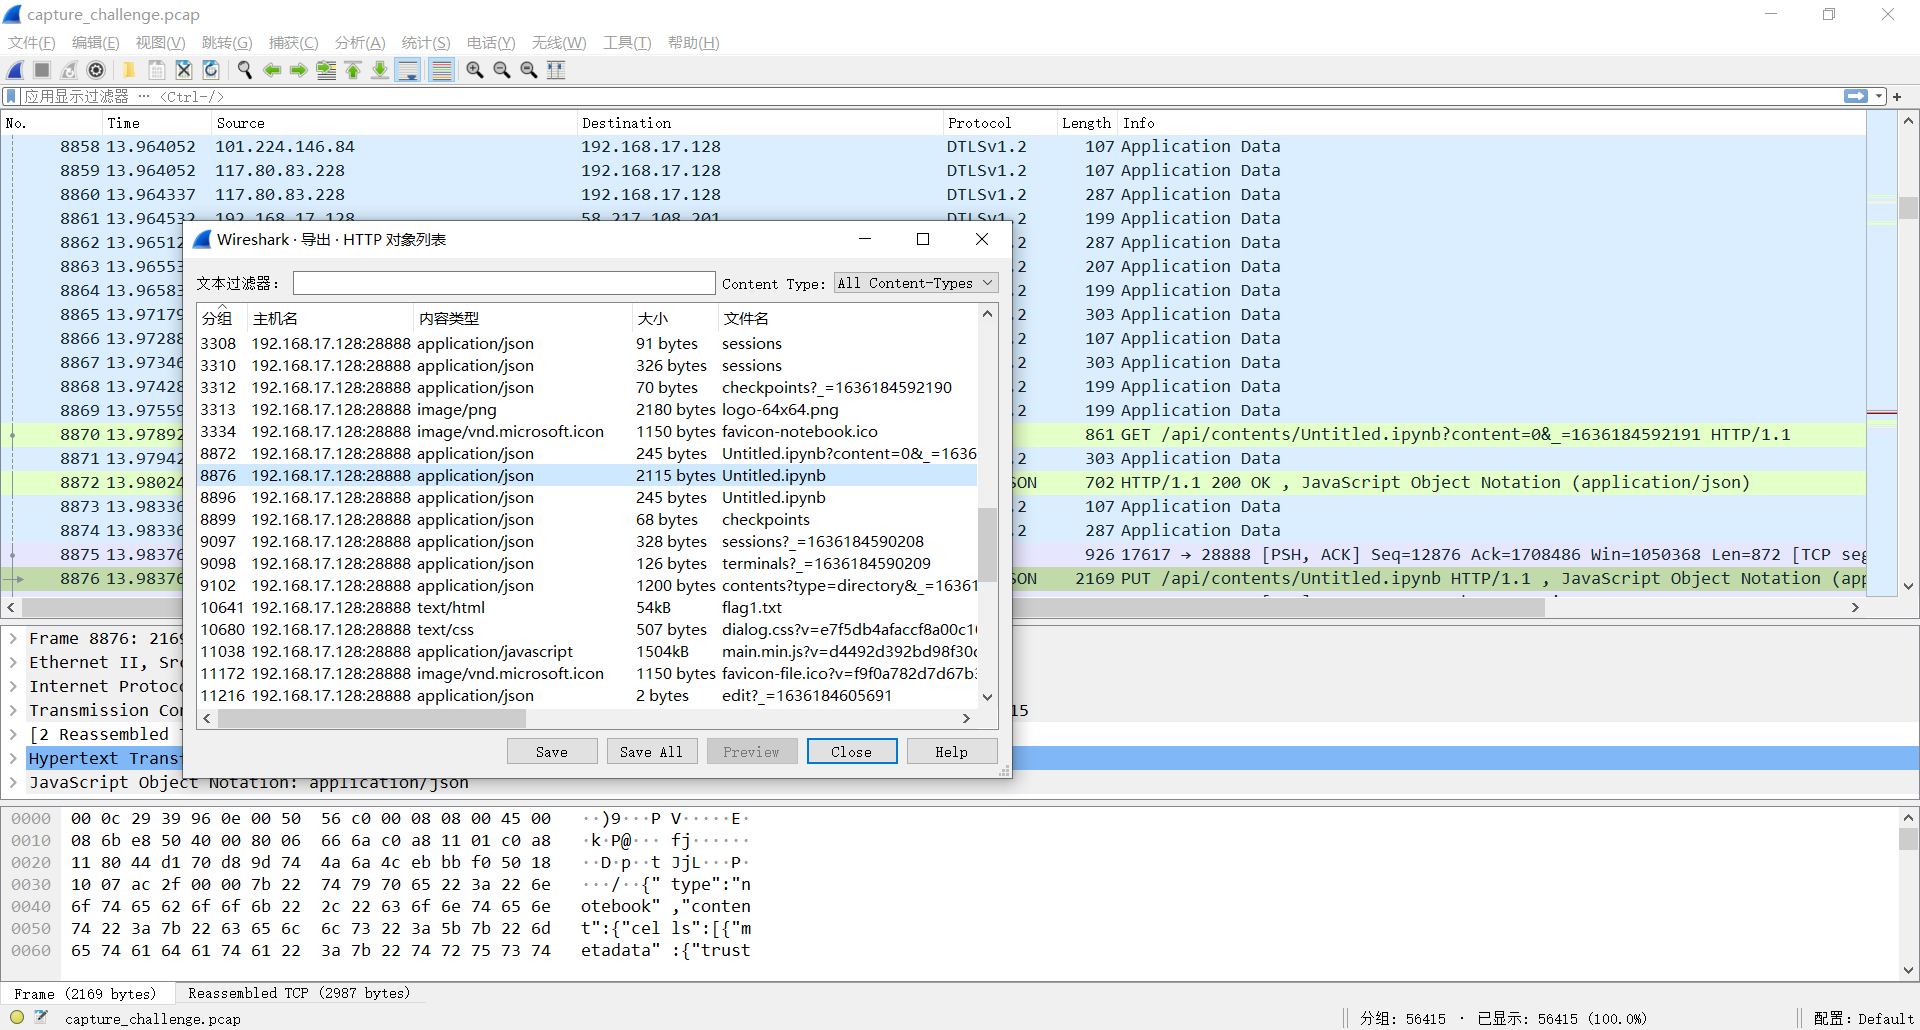 capture_challenge.pcap
文件(F) 编辑(E) 视图(V) 跳转(G) 捕获(C) 分析(A) 统计(S) 电话(Y) 无线(W) 工具(T) 帮助(H)
应用显示过滤器 … <Ctrl-/>
No. Time Source Destination Protocol Length Info
8858 13.964052 101.224.146.84 192.168.17.128 DTLSv1.2 107 Application Data
8859 13.964052 117.80.83.228 192.168.17.128 DTLSv1.2 107 Application Data
8860 13.964337 117.80.83.228 192.168.17.128 DTLSv1.2 287 Application Data
8861 13.964532 192.168.17.128 58.217.108.201 DTLSv1.2 199 Application Data
8862 13.96512 .2 287 Application Data
8863 13.96553 .2 207 Application Data
8864 13.96583 .2 199 Application Data
8865 13.97179 .2 303 Application Data
8866 13.97288 .2 107 Application Data
8867 13.97346 .2 303 Application Data
8868 13.97428 .2 199 Application Data
8869 13.97559 .2 199 Application Data
8870 13.97892 861 GET /api/contents/Untitled.ipynb?content=0&_=1636184592191 HTTP/1.1
8871 13.97942 .2 303 Application Data
8872 13.98024 SON 702 HTTP/1.1 200 OK , JavaScript Object Notation (application/json)
8873 13.98336 .2 107 Application Data
8874 13.98336 .2 287 Application Data
8875 13.98376 926 17617 → 28888 [PSH, ACK] Seq=12876 Ack=1708486 Win=1050368 Len=872 [TCP seg
8876 13.98376 SON 2169 PUT /api/contents/Untitled.ipynb HTTP/1.1 , JavaScript Object Notation (app
Wireshark · 导出 · HTTP 对象列表
文本过滤器： Content Type: All Content-Types
分组 主机名 内容类型 大小 文件名
3308 192.168.17.128:28888 application/json 91 bytes sessions
3310 192.168.17.128:28888 application/json 326 bytes sessions
3312 192.168.17.128:28888 application/json 70 bytes checkpoints?_=1636184592190
3313 192.168.17.128:28888 image/png 2180 bytes logo-64x64.png
3334 192.168.17.128:28888 image/vnd.microsoft.icon 1150 bytes favicon-notebook.ico
8872 192.168.17.128:28888 application/json 245 bytes Untitled.ipynb?content=0&_=1636
8876 192.168.17.128:28888 application/json 2115 bytes Untitled.ipynb
8896 192.168.17.128:28888 application/json 245 bytes Untitled.ipynb
8899 192.168.17.128:28888 application/json 68 bytes checkpoints
9097 192.168.17.128:28888 application/json 328 bytes sessions?_=1636184590208
9098 192.168.17.128:28888 application/json 126 bytes terminals?_=1636184590209
9102 192.168.17.128:28888 application/json 1200 bytes contents?type=directory&_=16361
10641 192.168.17.128:28888 text/html 54kB flag1.txt
10680 192.168.17.128:28888 text/css 507 bytes dialog.css?v=e7f5db4afaccf8a00c1
11038 192.168.17.128:28888 application/javascript 1504kB main.min.js?v=d4492d392bd98f30
11172 192.168.17.128:28888 image/vnd.microsoft.icon 1150 bytes favicon-file.ico?v=f9f0a782d7d67b
11216 192.168.17.128:28888 application/json 2 bytes edit?_=1636184605691
Save Save All Preview Close Help
Frame 8876: 2169
Ethernet II, Src
Internet Protoco
Transmission Con 15
[2 Reassembled
Hypertext Transf
JavaScript Object Notation: application/json
0000 00 0c 29 39 96 0e 00 50 56 c0 00 08 08 00 45 00 ··)9···P V·····E·
0010 08 6b e8 50 40 00 80 06 66 6a c0 a8 11 01 c0 a8 ·k·P@··· fj······
0020 11 80 44 d1 70 d8 9d 74 4a 6a 4c eb bb f0 50 18 ··D·p··t JjL···P·
0030 10 07 ac 2f 00 00 7b 22 74 79 70 65 22 3a 22 6e ···/··{" type":"n
0040 6f 74 65 62 6f 6f 6b 22 2c 22 63 6f 6e 74 65 6e otebook" ,"conten
0050 74 22 3a 7b 22 63 65 6c 6c 73 22 3a 5b 7b 22 6d t":{"cel ls":[{"m
0060 65 74 61 64 61 74 61 22 3a 7b 22 74 72 75 73 74 etadata" :{"trust
Frame (2169 bytes) Reassembled TCP (2987 bytes)
capture_challenge.pcap 分组: 56415 · 已显示: 56415 (100.0%) 配置: Default